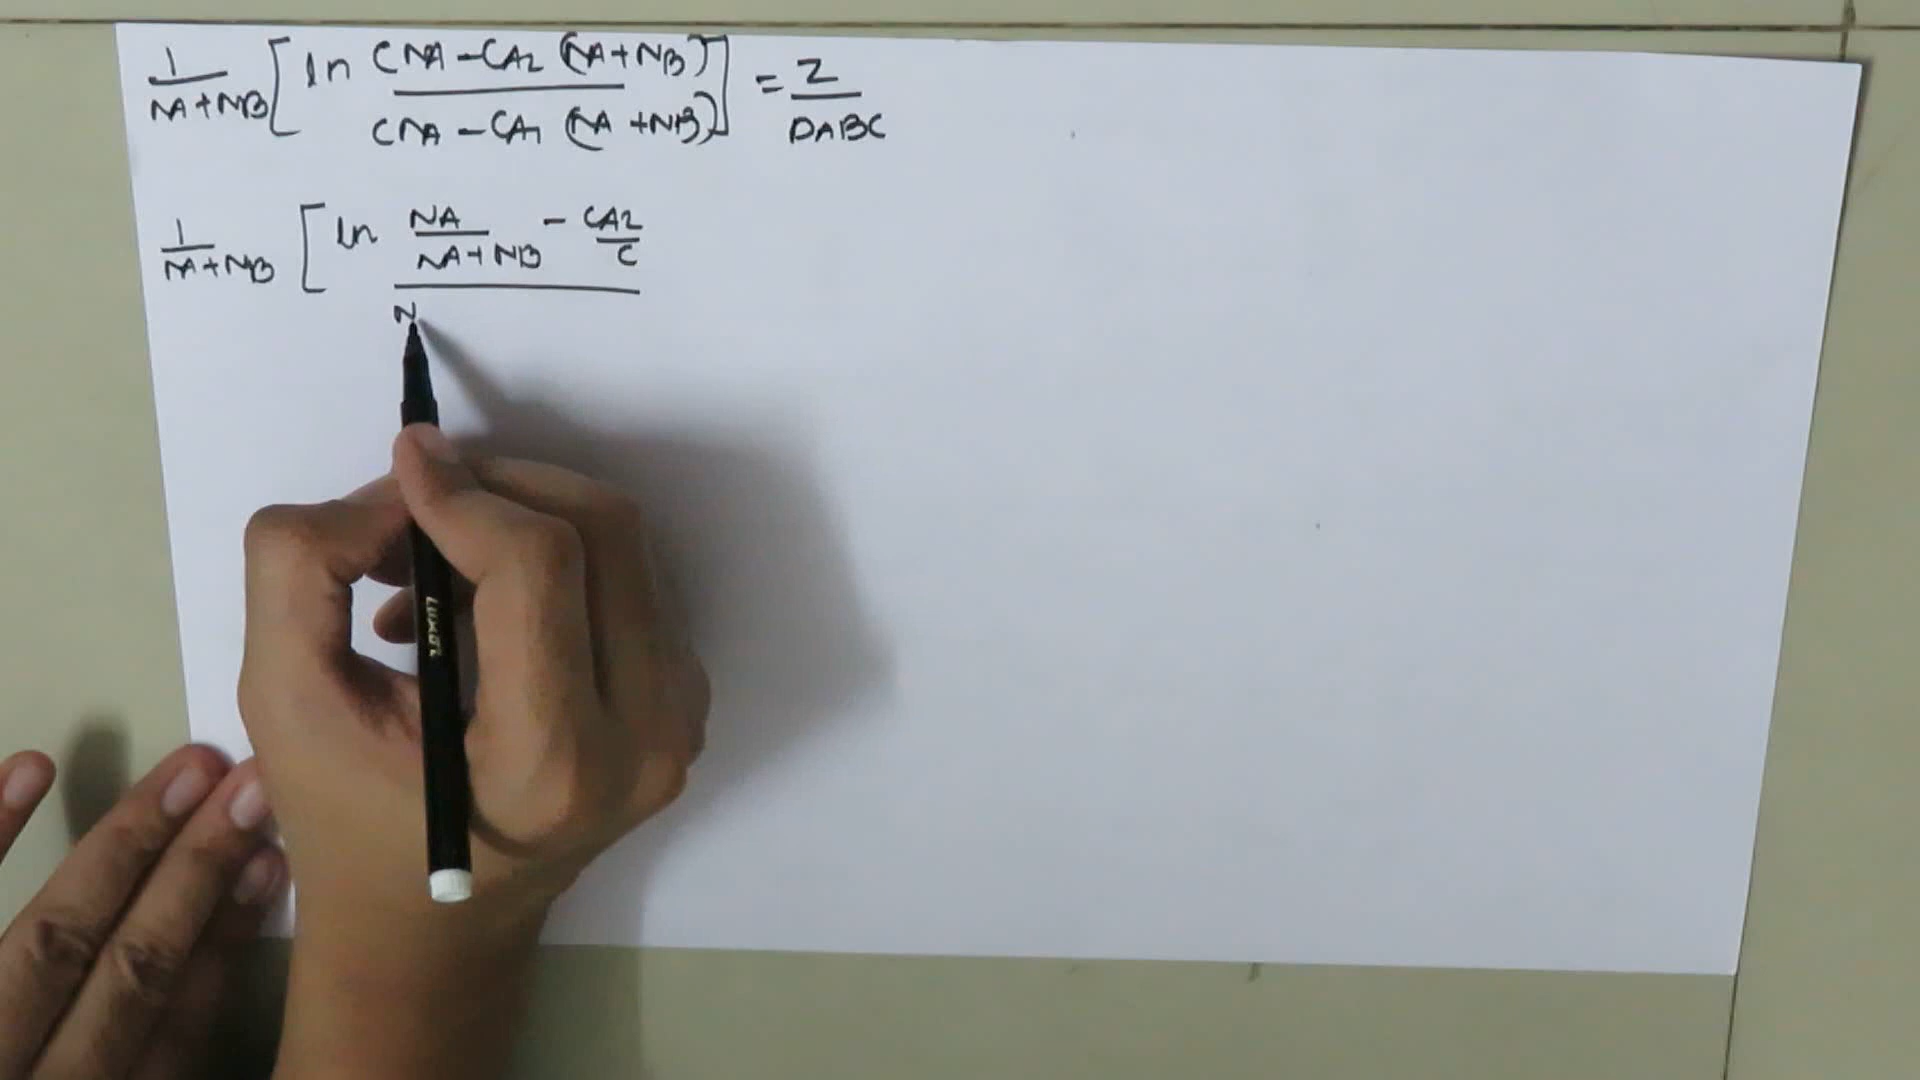 1/(NA+NB) [ln (CNA - CA2 (NA+NB))/(CNA - CA1 (NA+NB))] = Z/DABC
1/(NA+NB) [ln (NA/(NA+NB) - CA2/C)/N
LUXOR